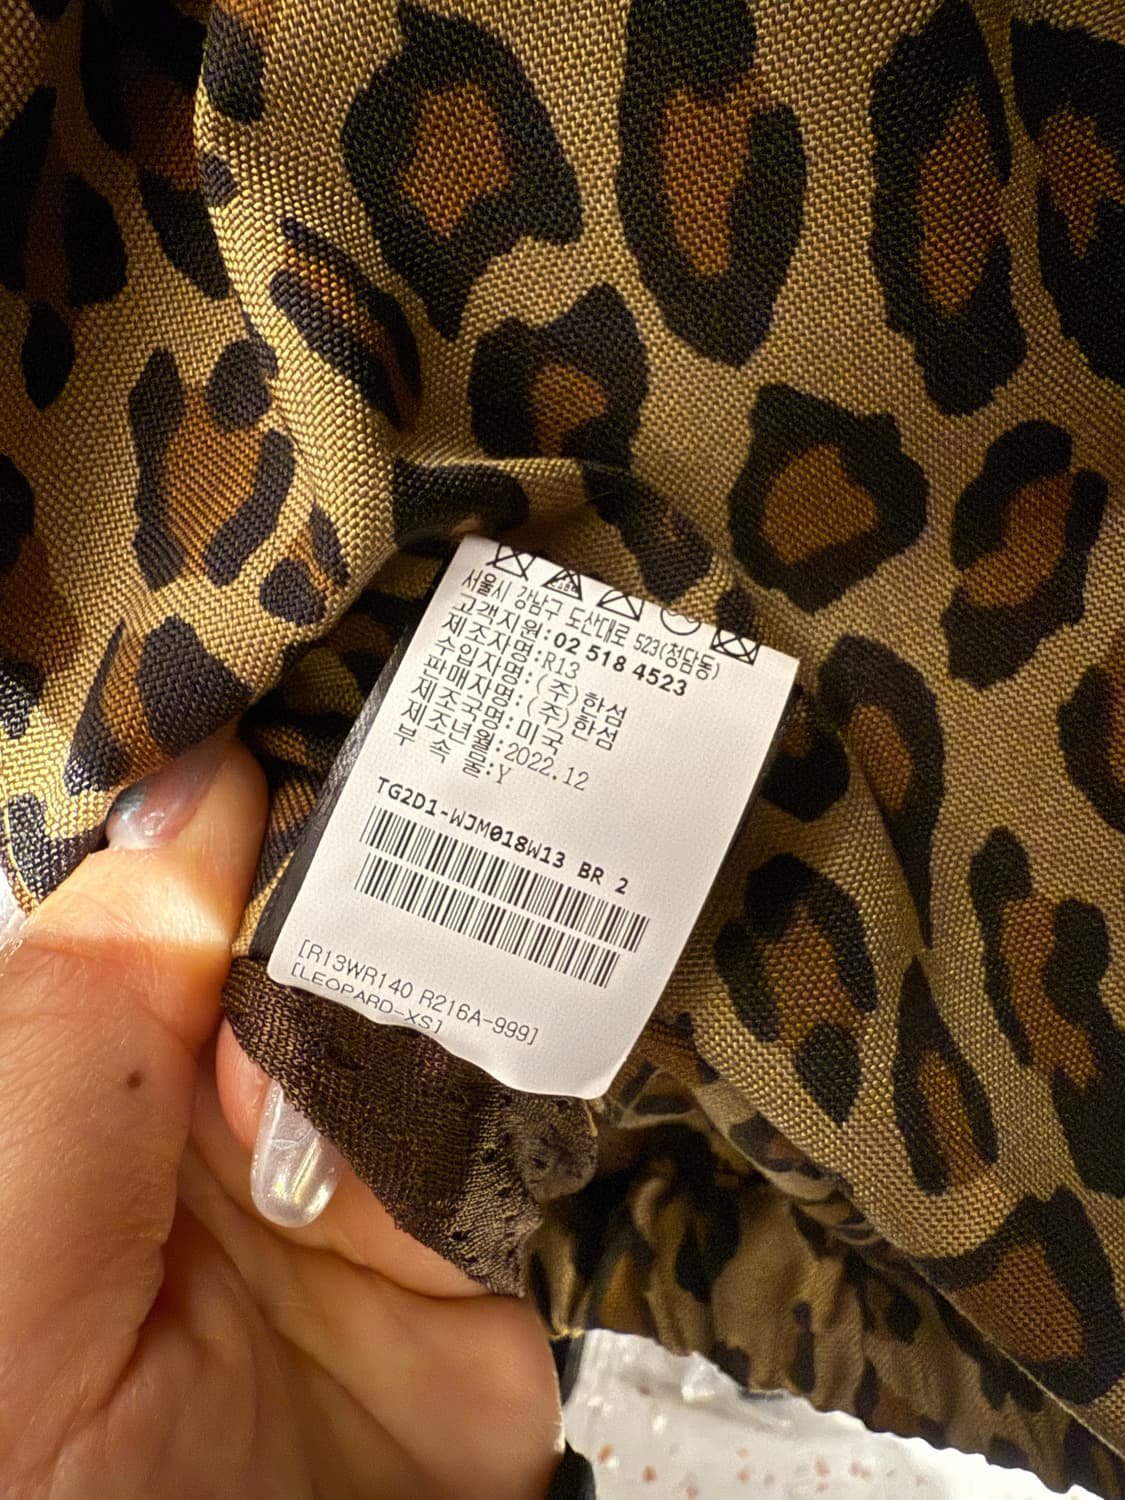 서울시 강남구 도산대로 523(청담동)
고객지원:02 518 4523
제조자명:R13
수입자명:(주)한섬
판매자명:(주)한섬
제조국명:미국
제조년월:2022.12
부 속 품:Y
TG2D1-WJM018W13 BR 2
[R13WR140 R216A-999]
[LEOPARD-XS]